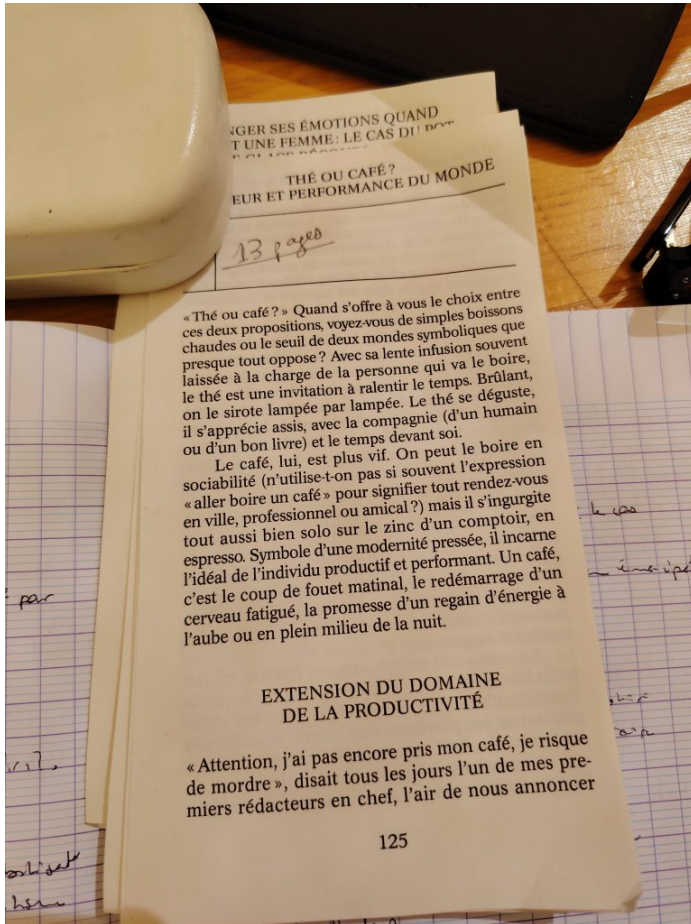 NGER SES ÉMOTIONS QUAND
T UNE FEMME : LE CAS DU POT
THÉ OU CAFÉ ?
EUR ET PERFORMANCE DU MONDE
13 pages
« Thé ou café ? » Quand s’offre à vous le choix entre
ces deux propositions, voyez-vous de simples boissons
chaudes ou le seuil de deux mondes symboliques que
presque tout oppose ? Avec sa lente infusion souvent
laissée à la charge de la personne qui va le boire,
le thé est une invitation à ralentir le temps. Brûlant,
on le sirote lampée par lampée. Le thé se déguste,
il s’apprécie assis, avec la compagnie (d’un humain
ou d’un bon livre) et le temps devant soi.
Le café, lui, est plus vif. On peut le boire en
sociabilité (n’utilise-t-on pas si souvent l’expression
« aller boire un café » pour signifier tout rendez-vous
en ville, professionnel ou amical ?) mais il s’ingurgite
tout aussi bien solo sur le zinc d’un comptoir, en
espresso. Symbole d’une modernité pressée, il incarne
l’idéal de l’individu productif et performant. Un café,
c’est le coup de fouet matinal, le redémarrage d’un
cerveau fatigué, la promesse d’un regain d’énergie à
l’aube ou en plein milieu de la nuit.
EXTENSION DU DOMAINE
DE LA PRODUCTIVITÉ
« Attention, j’ai pas encore pris mon café, je risque
de mordre », disait tous les jours l’un de mes pre-
miers rédacteurs en chef, l’air de nous annoncer
125
par